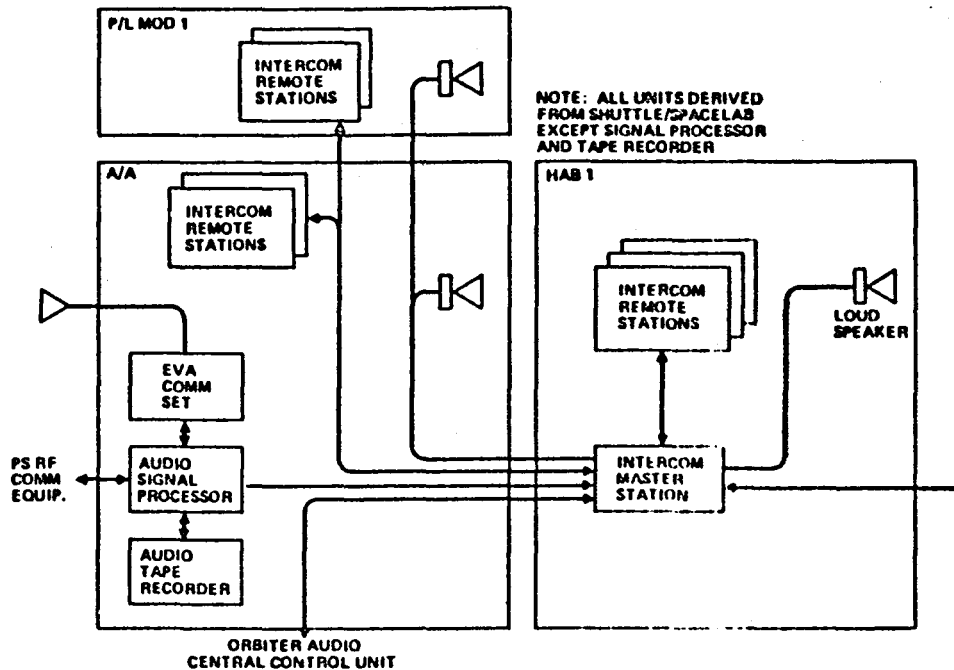 P/L MOD 1
INTERCOM
REMOTE
STATIONS
NOTE: ALL UNITS DERIVED
FROM SHUTTLE/SPACELAB
EXCEPT SIGNAL PROCESSOR
AND TAPE RECORDER
A/A
INTERCOM
REMOTE
STATIONS
HAB 1
INTERCOM
REMOTE
STATIONS
LOUD
SPEAKER
EVA
COMM
SET
PS RF
COMM
EQUIP.
AUDIO
SIGNAL
PROCESSOR
INTERCOM
MASTER
STATION
AUDIO
TAPE
RECORDER
ORBITER AUDIO
CENTRAL CONTROL UNIT